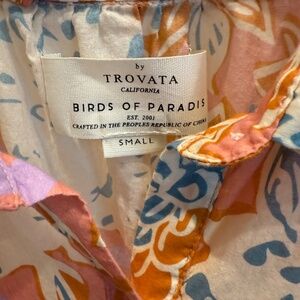 by
TROVATA
CALIFORNIA
BIRDS OF PARADIS
EST. 2001
CRAFTED IN THE PEOPLES REPUBLIC OF CHINA
SMALL